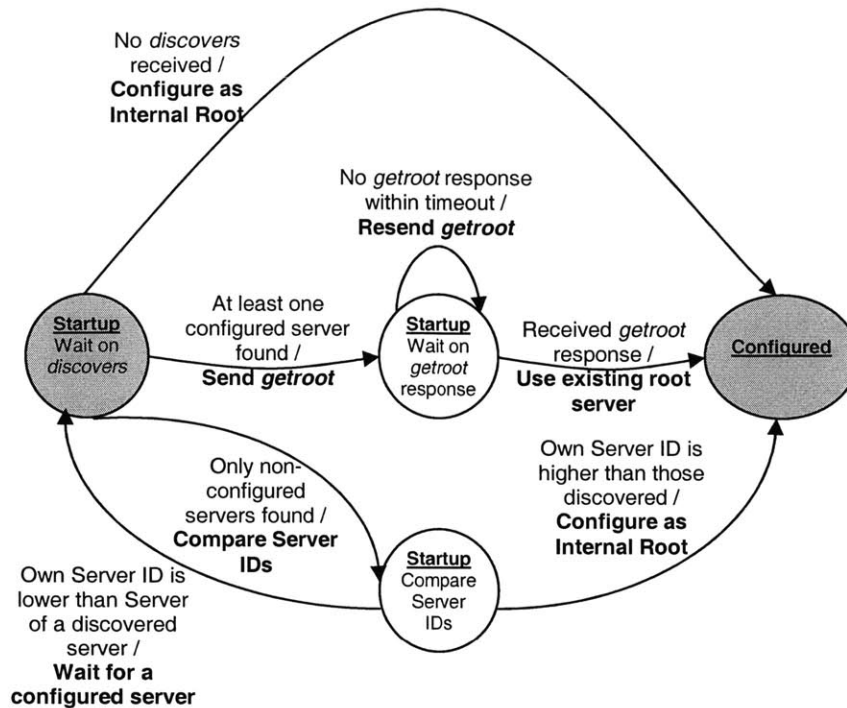 No discovers
received /
Configure as
Internal Root
No getroot response
within timeout /
Resend getroot
Startup
Wait on
discovers
At least one
configured server
found /
Send getroot
Startup
Wait on
getroot
response
Received getroot
response /
Use existing root
server
Configured
Only non-
configured
servers found /
Compare Server
IDs
Own Server ID is
higher than those
discovered /
Configure as
Internal Root
Startup
Compare
Server
IDs
Own Server ID is
lower than Server
of a discovered
server /
Wait for a
configured server